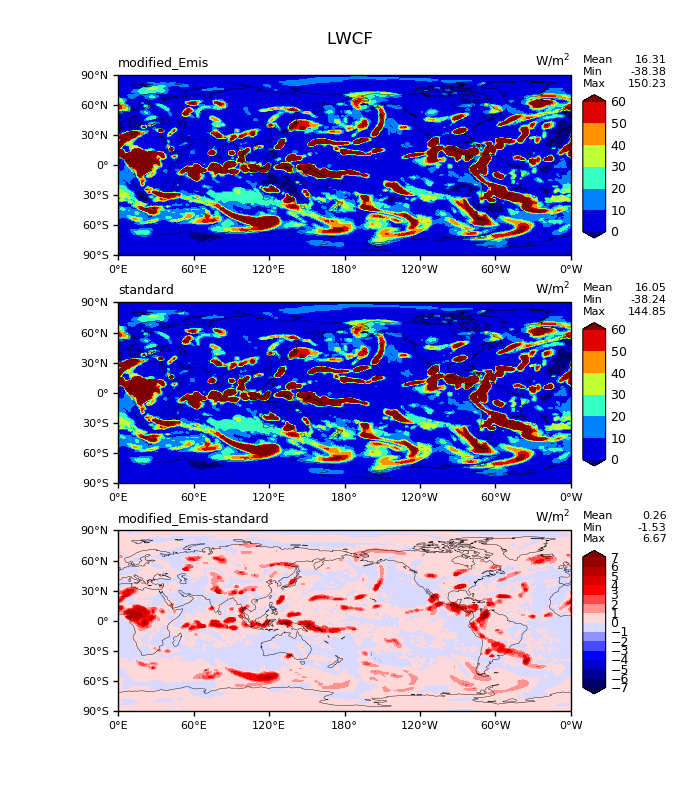 LWCF
modified_Emis
W/m²
Mean 16.31
Min -38.38
Max 150.23
90°N
60°N
30°N
0°
30°S
60°S
90°S
0°E 60°E 120°E 180° 120°W 60°W 0°W
60
50
40
30
20
10
0
standard
W/m²
Mean 16.05
Min -38.24
Max 144.85
90°N
60°N
30°N
0°
30°S
60°S
90°S
0°E 60°E 120°E 180° 120°W 60°W 0°W
60
50
40
30
20
10
0
modified_Emis-standard
W/m²
Mean 0.26
Min -1.53
Max 6.67
90°N
60°N
30°N
0°
30°S
60°S
90°S
0°E 60°E 120°E 180° 120°W 60°W 0°W
7
6
5
4
3
2
1
0
−1
−2
−3
−4
−5
−6
−7